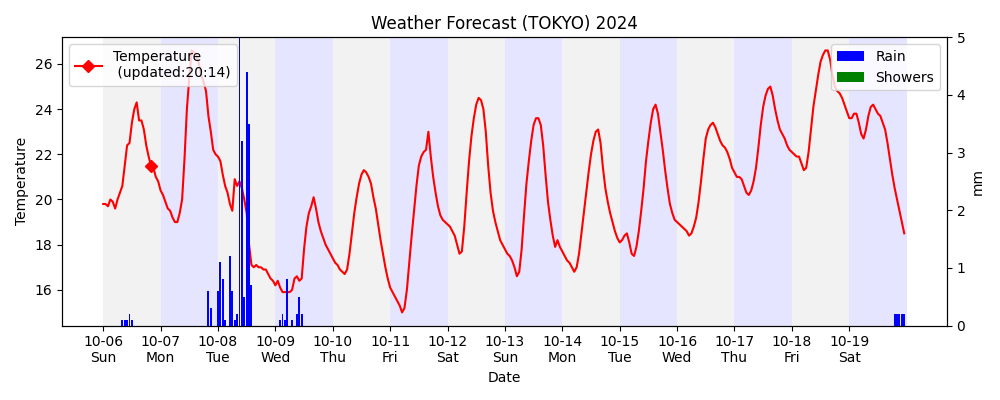 Weather Forecast (TOKYO) 2024
Temperature
(updated:20:14)
Rain
Showers
Temperature
26
24
22
20
18
16
5
4
3
2
1
0
mm
10-06 10-07 10-08 10-09 10-10 10-11 10-12 10-13 10-14 10-15 10-16 10-17 10-18 10-19
Sun Mon Tue Wed Thu Fri Sat Sun Mon Tue Wed Thu Fri Sat
Date